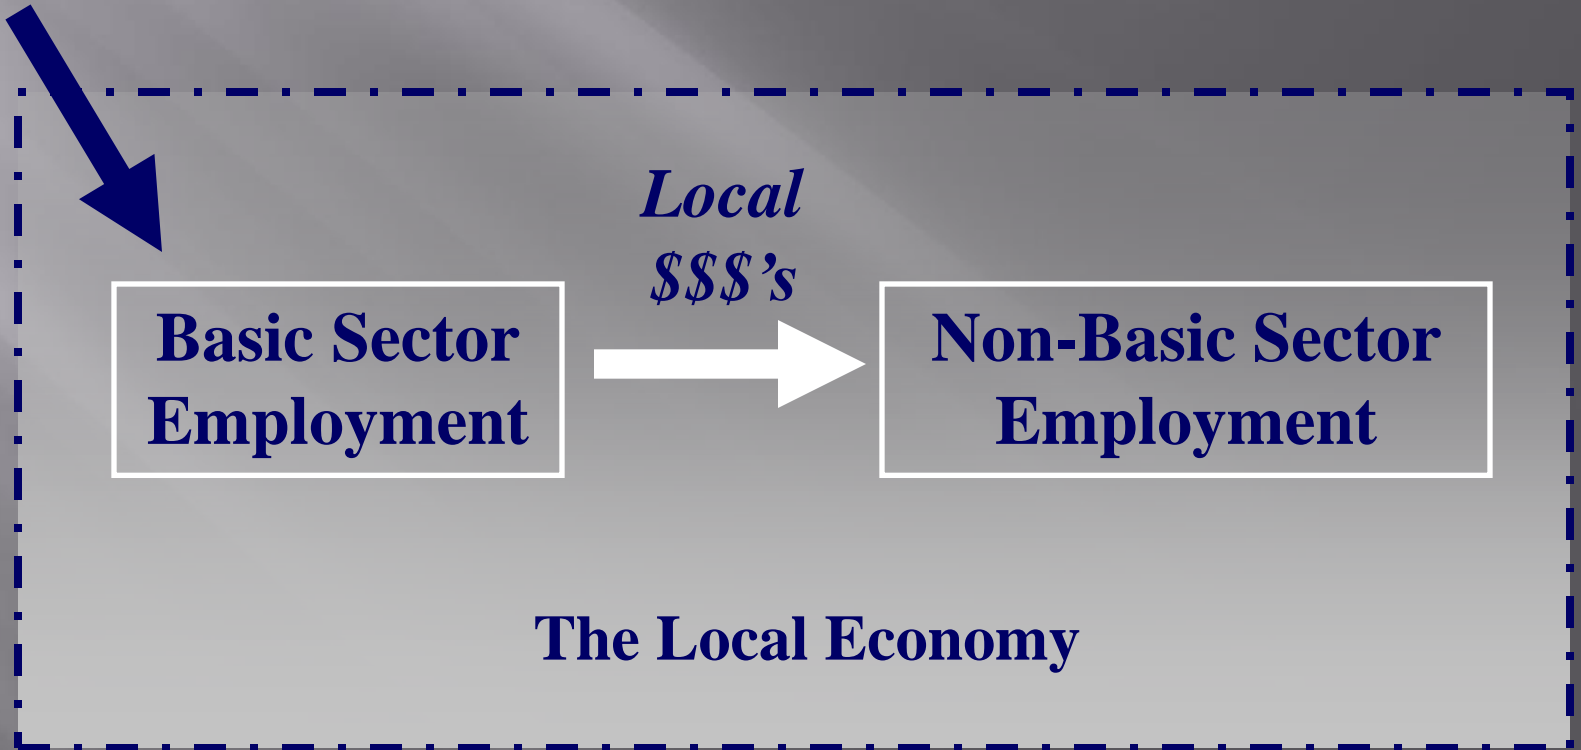 Local
$$$’s
Basic Sector
Employment
Non-Basic Sector
Employment
The Local Economy